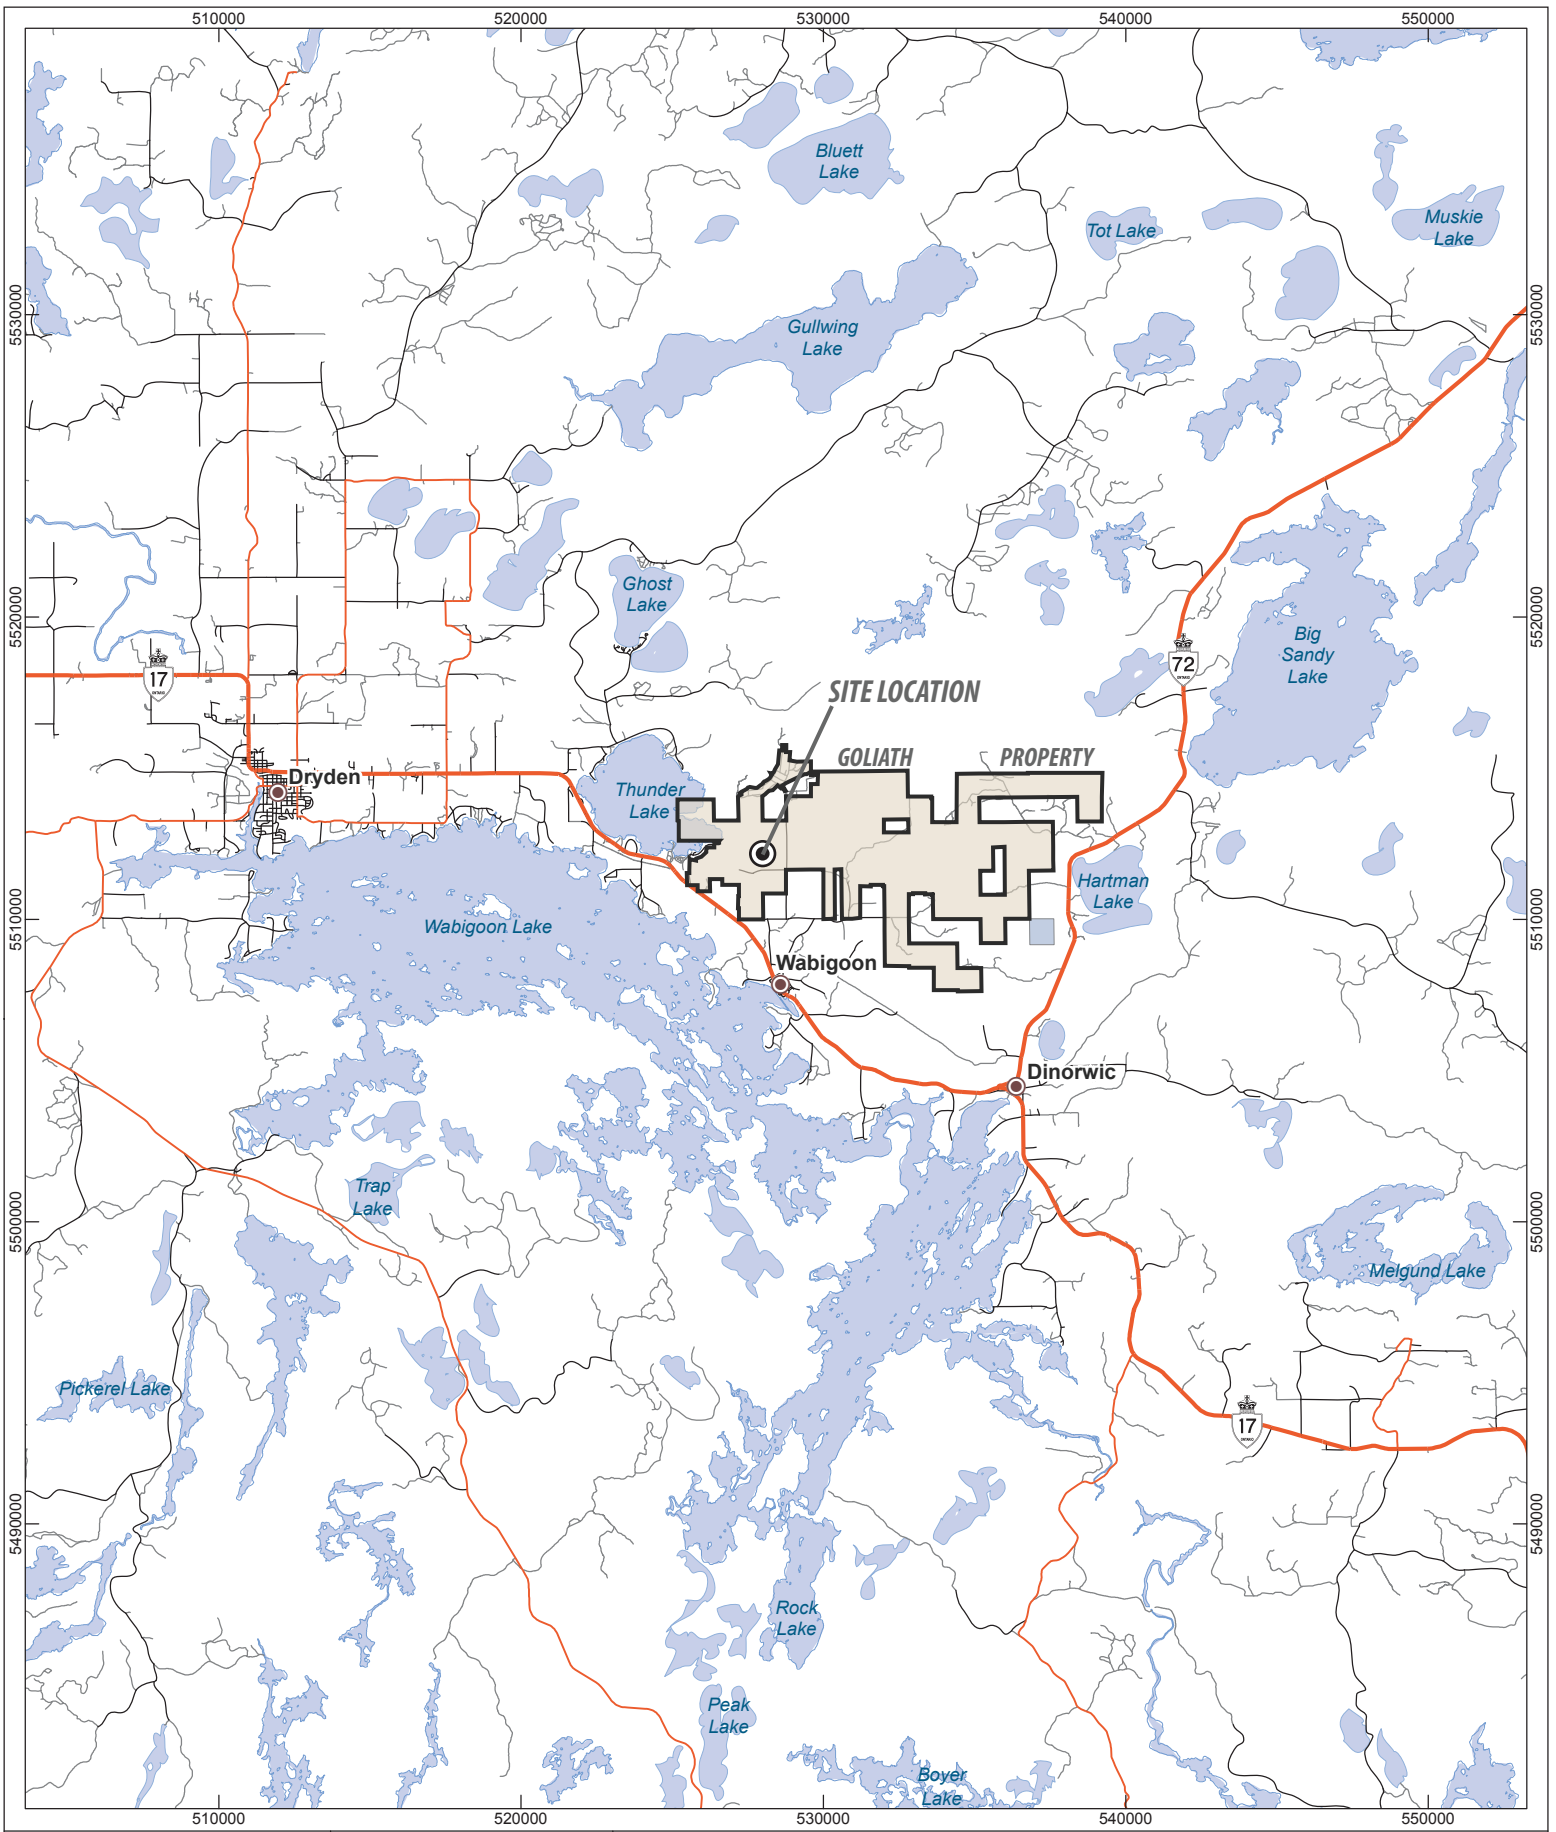 510000
520000
530000
540000
550000
Bluett
Lake
Tot Lake
Muskie
Lake
5530000
5530000
Gullwing
Lake
Ghost
Lake
5520000
5520000
Big
Sandy
Lake
72
ONTARIO
17
ONTARIO
SITE LOCATION
GOLIATH
PROPERTY
Dryden
Thunder
Lake
Hartman
Lake
5510000
5510000
Wabigoon Lake
Wabigoon
Dinorwic
Trap
Lake
5500000
5500000
Melgund Lake
Pickerel Lake
17
ONTARIO
5490000
5490000
Rock
Lake
Peak
Lake
Boyer
Lake
510000
520000
530000
540000
550000